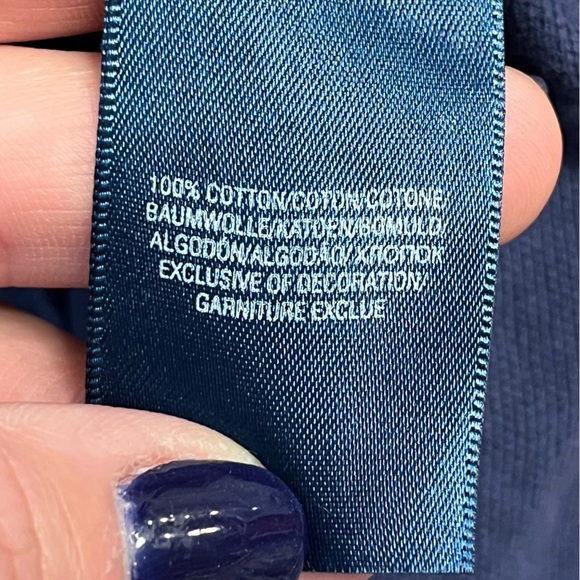 100% COTTON/COTON/COTONE/
BAUMWOLLE/KATOEN/BOMULD/
ALGODÓN/ALGODÃO/ХЛОПОК
EXCLUSIVE OF DECORATION/
GARNITURE EXCLUE